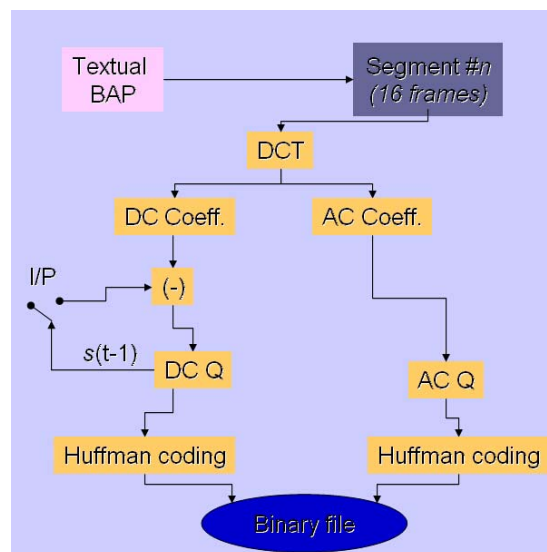 Textual
BAP
Segment #n
(16 frames)
DCT
DC Coeff.
AC Coeff.
I/P
(-)
s(t-1)
DC Q
AC Q
Huffman coding
Huffman coding
Binary file